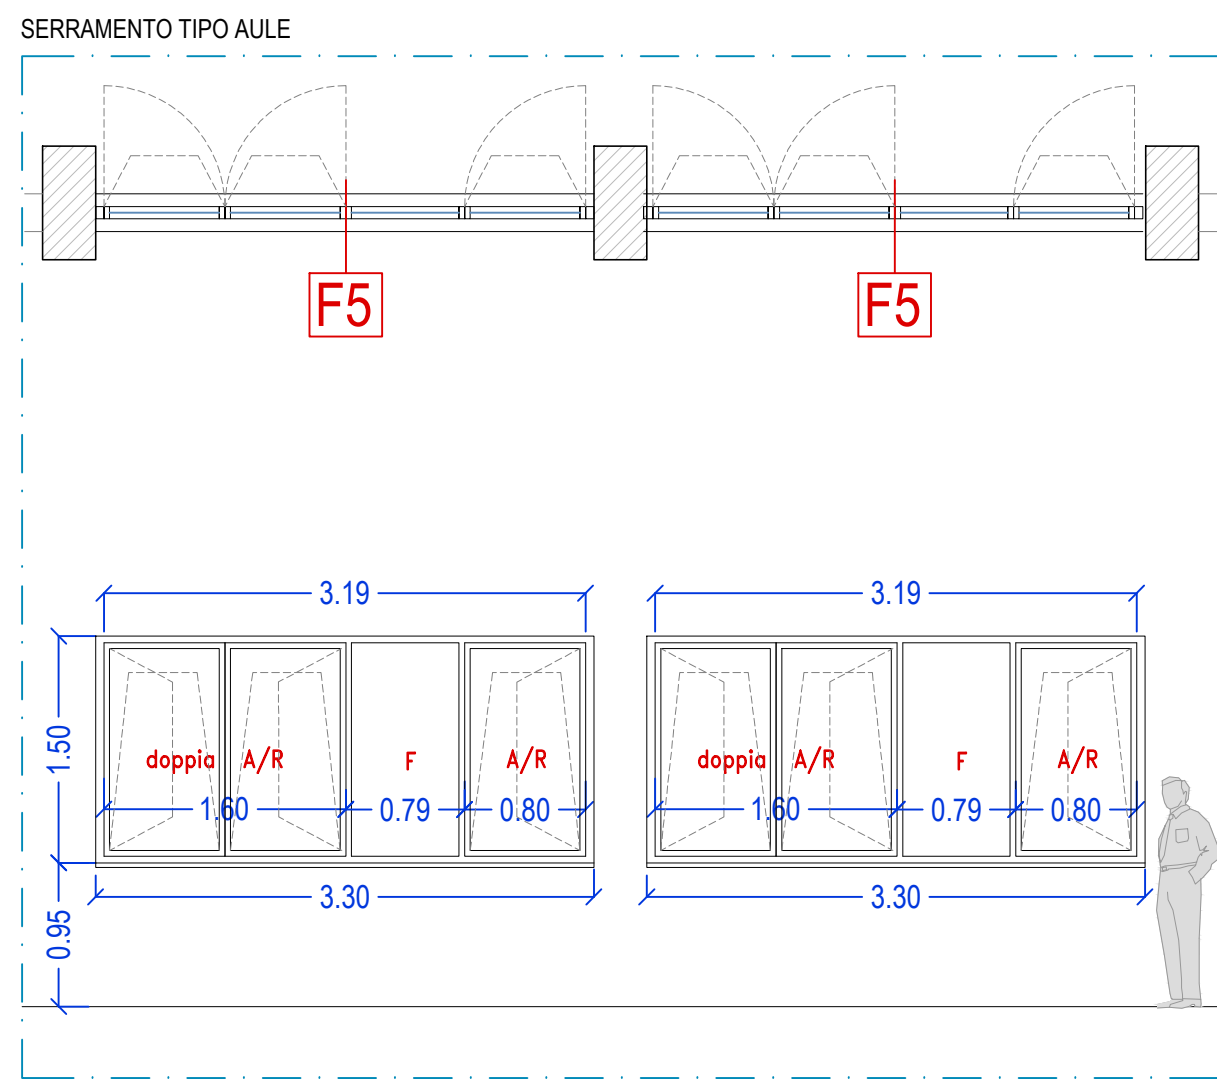 SERRAMENTO TIPO AULE
F5 F5
3.19 3.19
1.50
doppia A/R F A/R doppia A/R F A/R
1.60 0.79 0.80 1.60 0.79 0.80
3.30 3.30
0.95